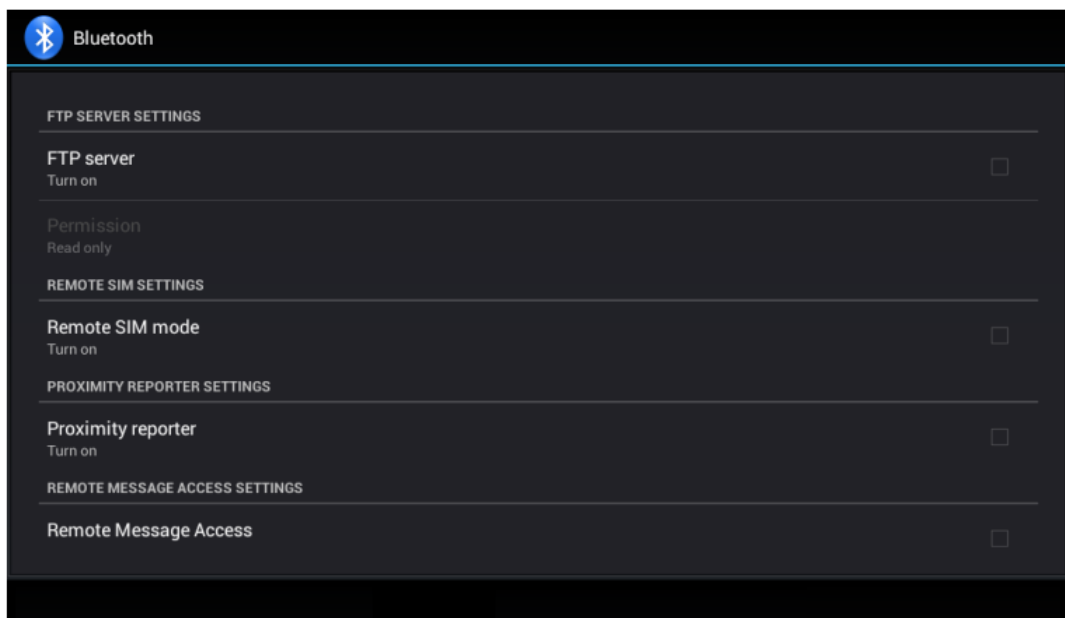 Bluetooth
FTP SERVER SETTINGS
FTP server
Turn on
Permission
Read only
REMOTE SIM SETTINGS
Remote SIM mode
Turn on
PROXIMITY REPORTER SETTINGS
Proximity reporter
Turn on
REMOTE MESSAGE ACCESS SETTINGS
Remote Message Access